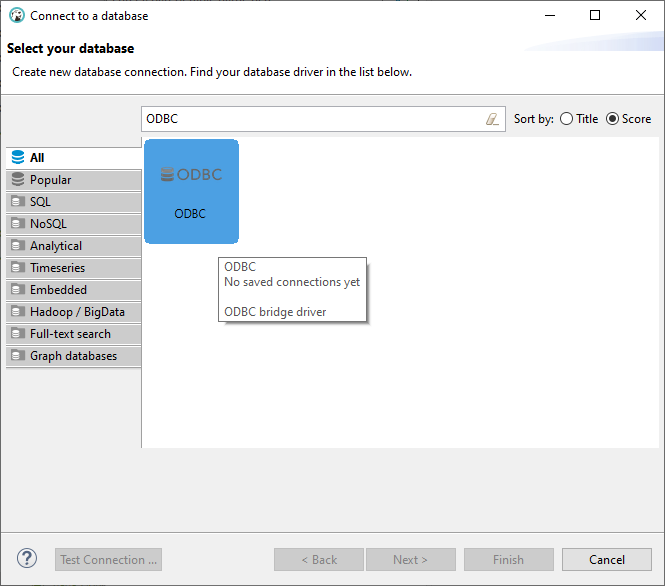 Connect to a database
Select your database
Create new database connection. Find your database driver in the list below.
ODBC
Sort by: Title Score
All
Popular
SQL
NoSQL
Analytical
Timeseries
Embedded
Hadoop / BigData
Full-text search
Graph databases
ODBC
ODBC
ODBC
No saved connections yet
ODBC bridge driver
?
Test Connection ...
< Back
Next >
Finish
Cancel